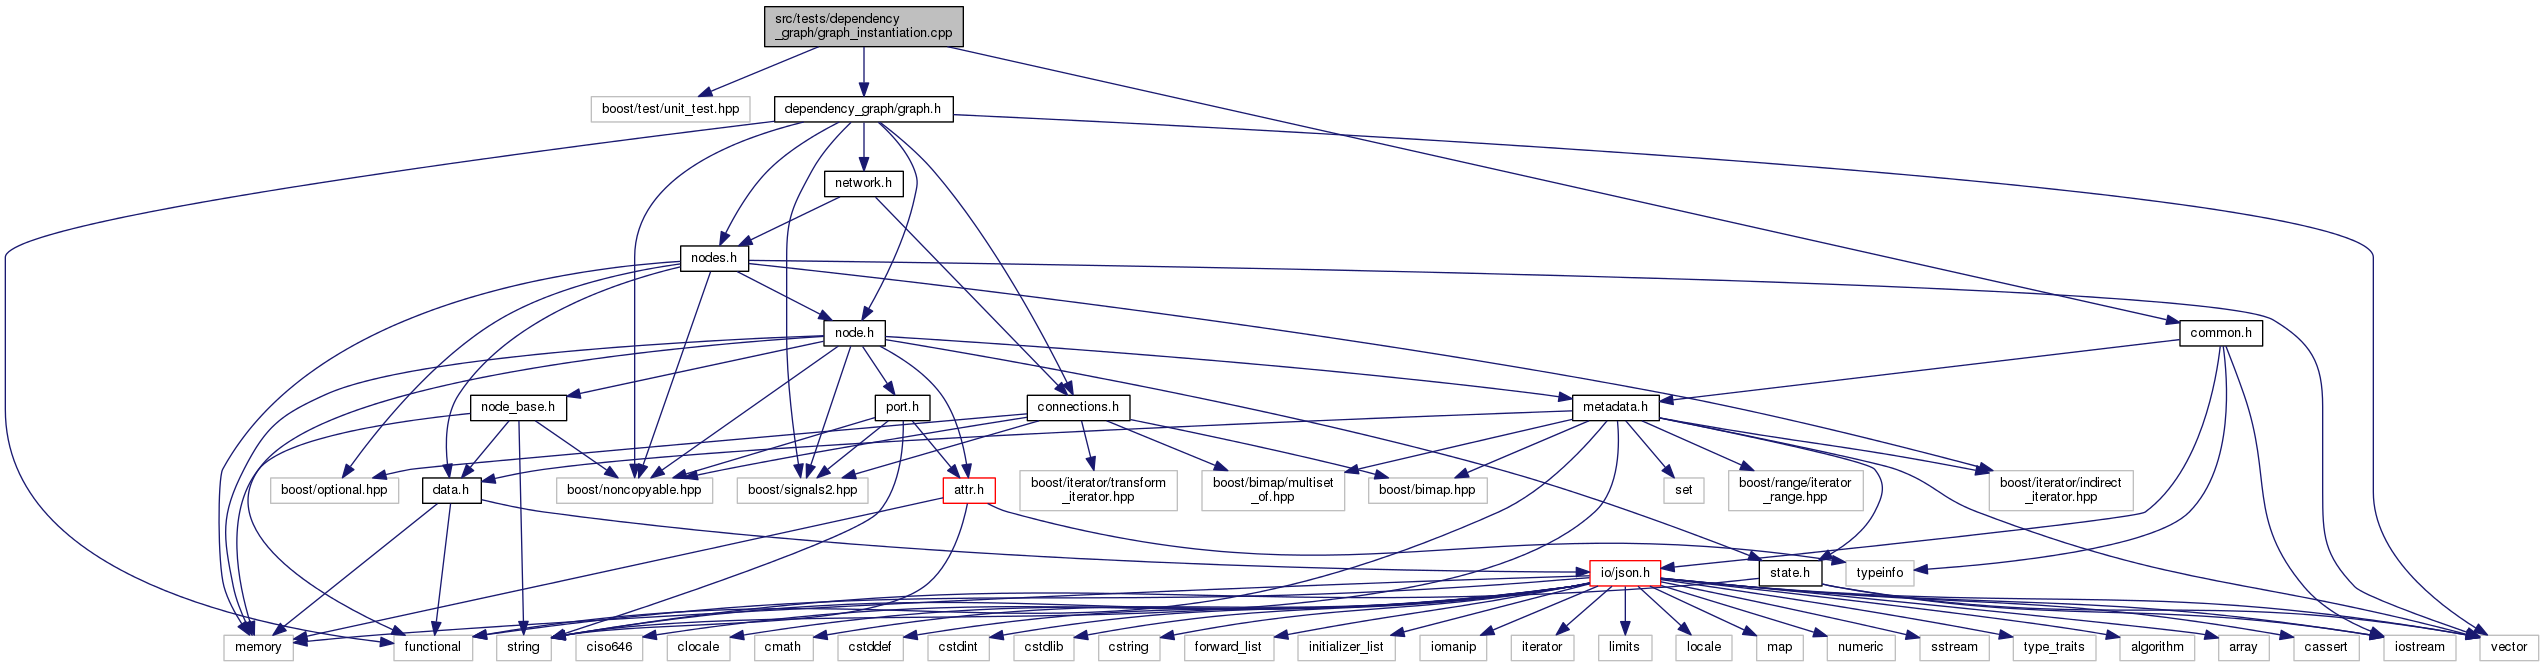 src/tests/dependency
_graph/graph_instantiation.cpp
boost/test/unit_test.hpp
dependency_graph/graph.h
network.h
nodes.h
node.h
common.h
node_base.h
port.h
connections.h
metadata.h
boost/optional.hpp
data.h
boost/noncopyable.hpp
boost/signals2.hpp
attr.h
boost/iterator/transform
_iterator.hpp
boost/bimap/multiset
_of.hpp
boost/bimap.hpp
set
boost/range/iterator
_range.hpp
boost/iterator/indirect
_iterator.hpp
io/json.h
state.h
typeinfo
memory
functional
string
ciso646
clocale
cmath
cstddef
cstdint
cstdlib
cstring
forward_list
initializer_list
iomanip
iterator
limits
locale
map
numeric
sstream
type_traits
algorithm
array
cassert
iostream
vector